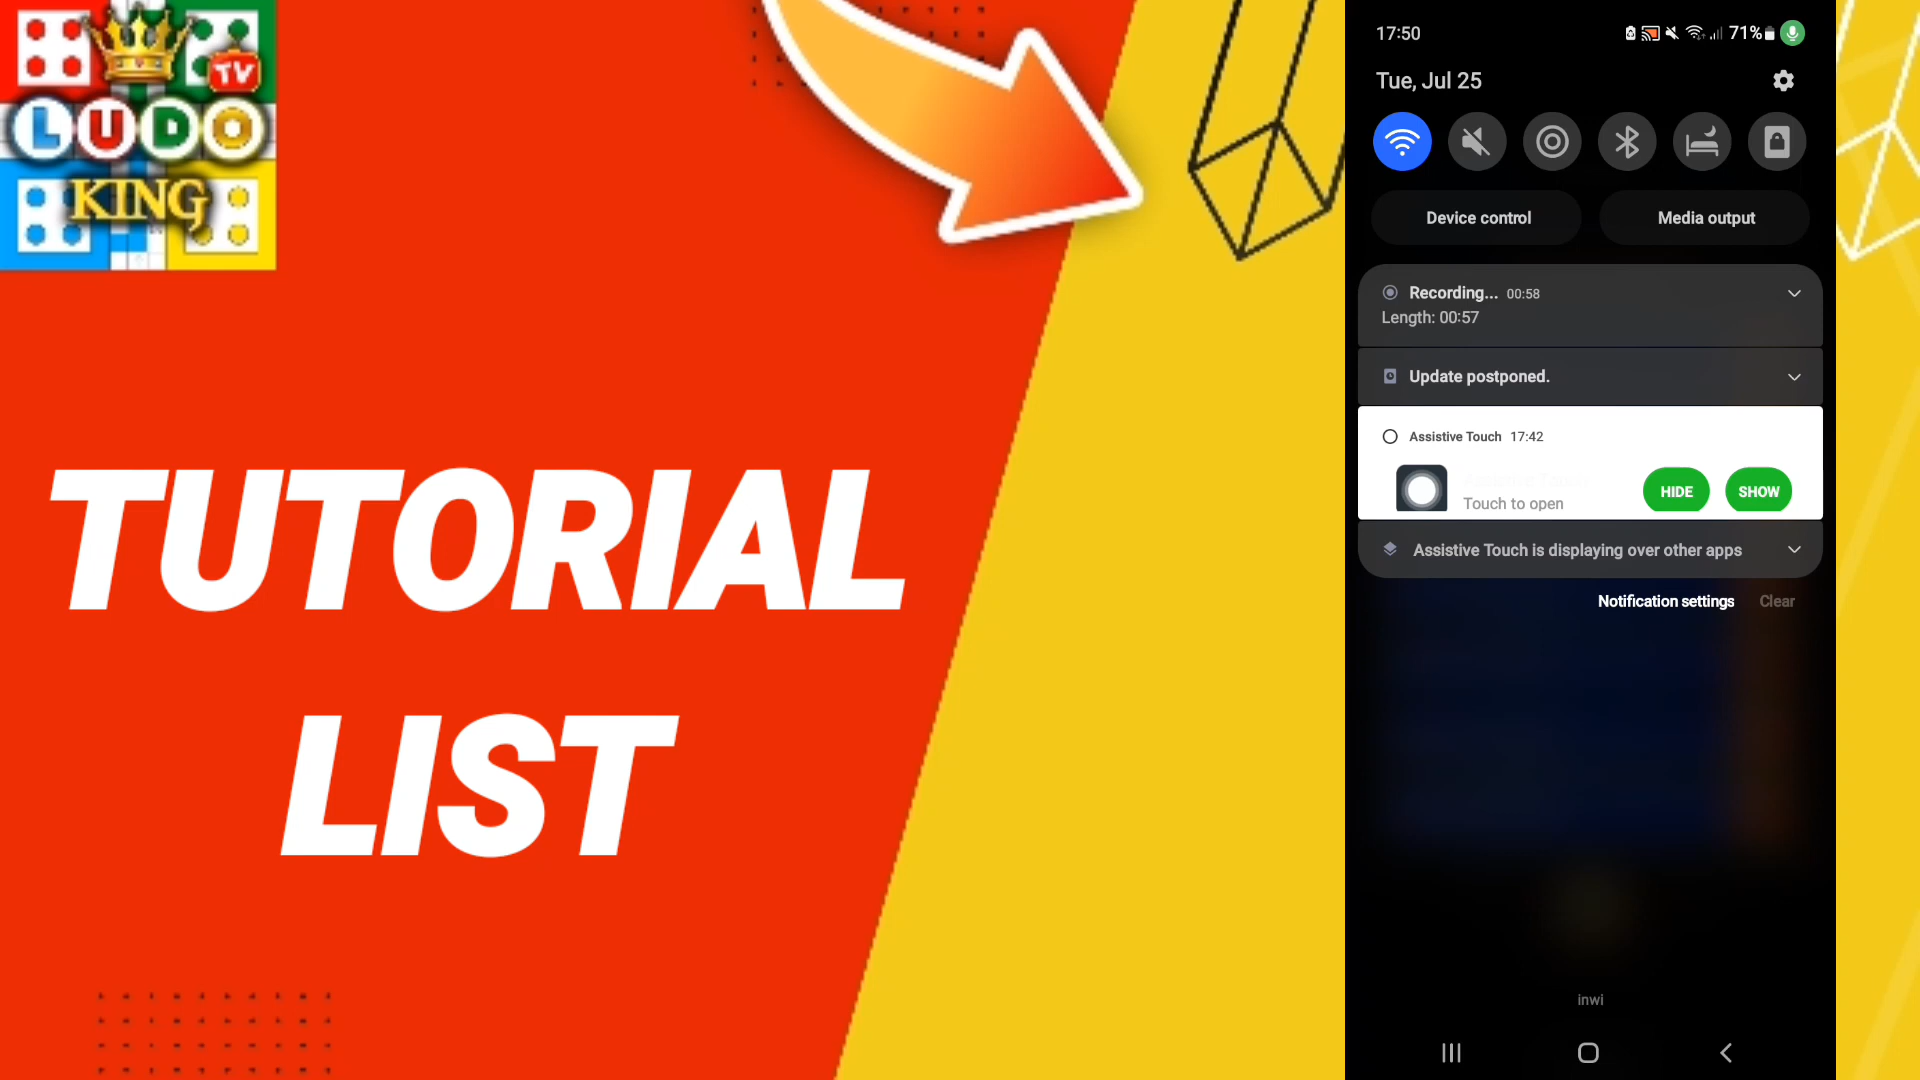 TV
LUDO
KING
TUTORIAL
LIST
17:50
71%
Tue, Jul 25
Device control
Media output
Recording... 00:58
Length: 00:57
Update postponed.
Assistive Touch 17:42
Touch to open
HIDE
SHOW
Assistive Touch is displaying over other apps
Notification settings
Clear
inwi